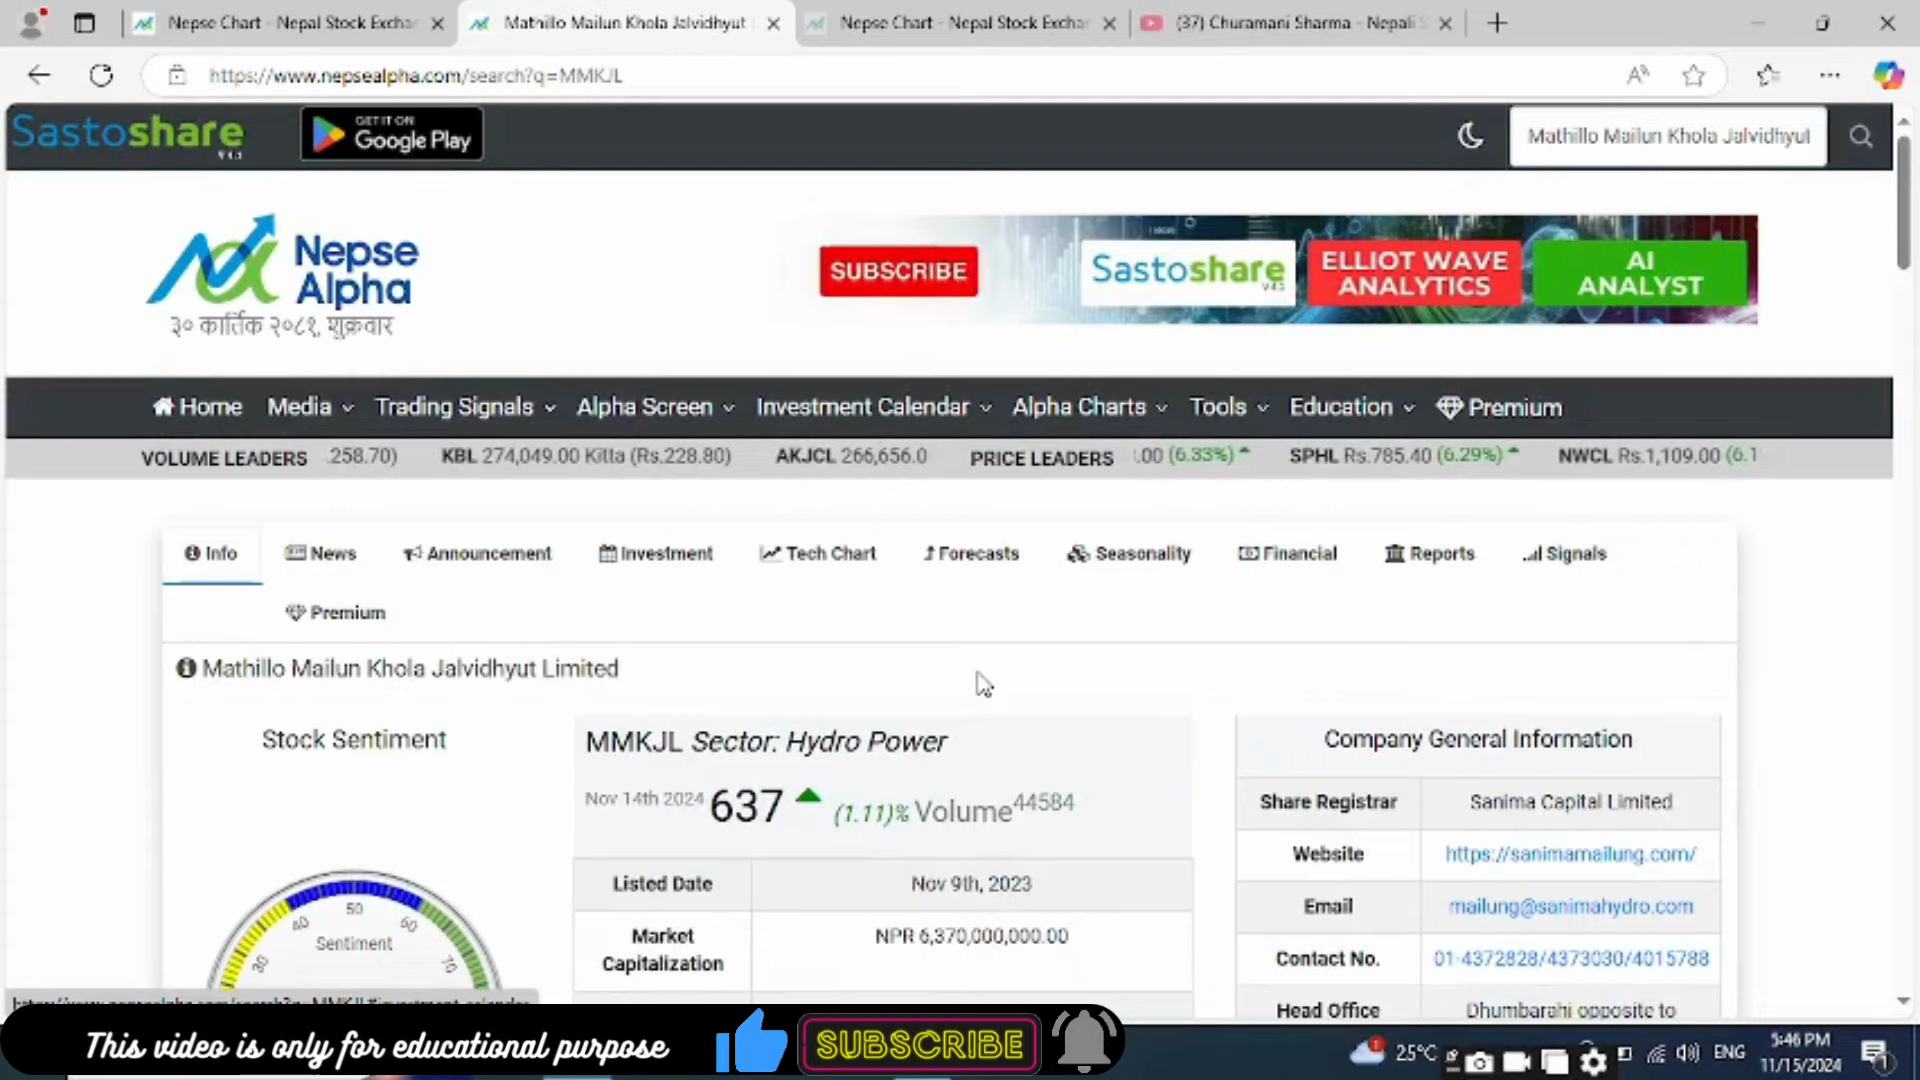 Nepse Chart - Nepal Stock Exchar
Mathillo Mailun Khola Jalvidhyut
Nepse Chart - Nepal Stock Exchar
(37) Churamani Sharma - Nepali S
https://www.nepsealpha.com/search?q=MMKJL
Sastoshare
V 4.1
GET IT ON
Google Play
Mathillo Mailun Khola Jalvidhyut
Nepse
Alpha
३० कार्तिक २०८१, शुक्रवार
SUBSCRIBE
Sastoshare
ELLIOT WAVE
ANALYTICS
AI
ANALYST
Home Media Trading Signals Alpha Screen Investment Calendar Alpha Charts Tools Education Premium
VOLUME LEADERS .258.70) KBL 274,049.00 Kitta (Rs.228.80) AKJCL 266,656.0 PRICE LEADERS .00 (6.33%) SPHL Rs.785.40 (6.29%) NWCL Rs.1,109.00 (6.1
Info News Announcement Investment Tech Chart Forecasts Seasonality Financial Reports Signals
Premium
Mathillo Mailun Khola Jalvidhyut Limited
Stock Sentiment
30 40 50 60 70
Sentiment
MMKJL Sector: Hydro Power
Nov 14th 2024 637 (1.11)% Volume 44584
Listed Date Nov 9th, 2023
Market
Capitalization
NPR 6,370,000,000.00
Company General Information
Share Registrar Sanima Capital Limited
Website https://sanimamailung.com/
Email mailung@sanimahydro.com
Contact No. 01-4372828/4373030/4015788
Head Office Dhumbarahi opposite to
This video is only for educational purpose
SUBSCRIBE
25°C
ENG
5:46 PM
11/15/2024